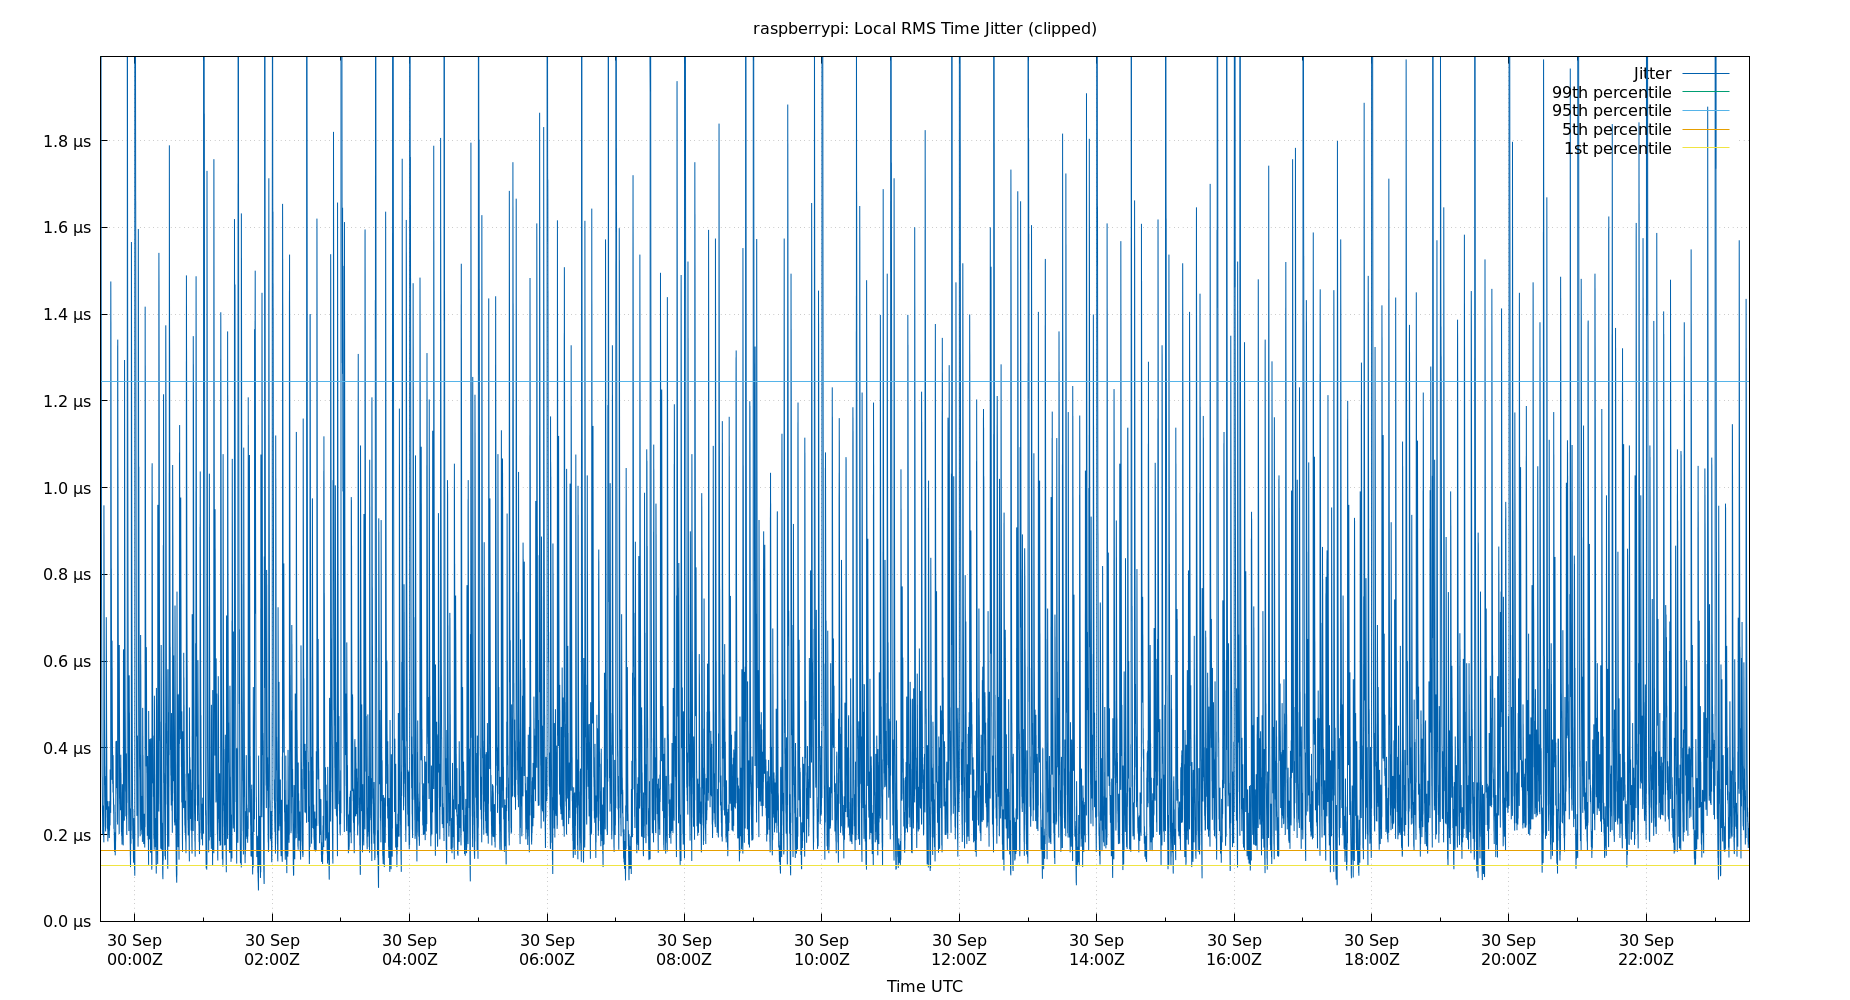 raspberrypi: Local RMS Time Jitter (clipped)
Jitter
99th percentile
95th percentile
5th percentile
1st percentile
1.8 µs
1.6 µs
1.4 µs
1.2 µs
1.0 µs
0.8 µs
0.6 µs
0.4 µs
0.2 µs
0.0 µs
30 Sep 30 Sep 30 Sep 30 Sep 30 Sep 30 Sep 30 Sep 30 Sep 30 Sep 30 Sep 30 Sep 30 Sep
00:00Z 02:00Z 04:00Z 06:00Z 08:00Z 10:00Z 12:00Z 14:00Z 16:00Z 18:00Z 20:00Z 22:00Z
Time UTC